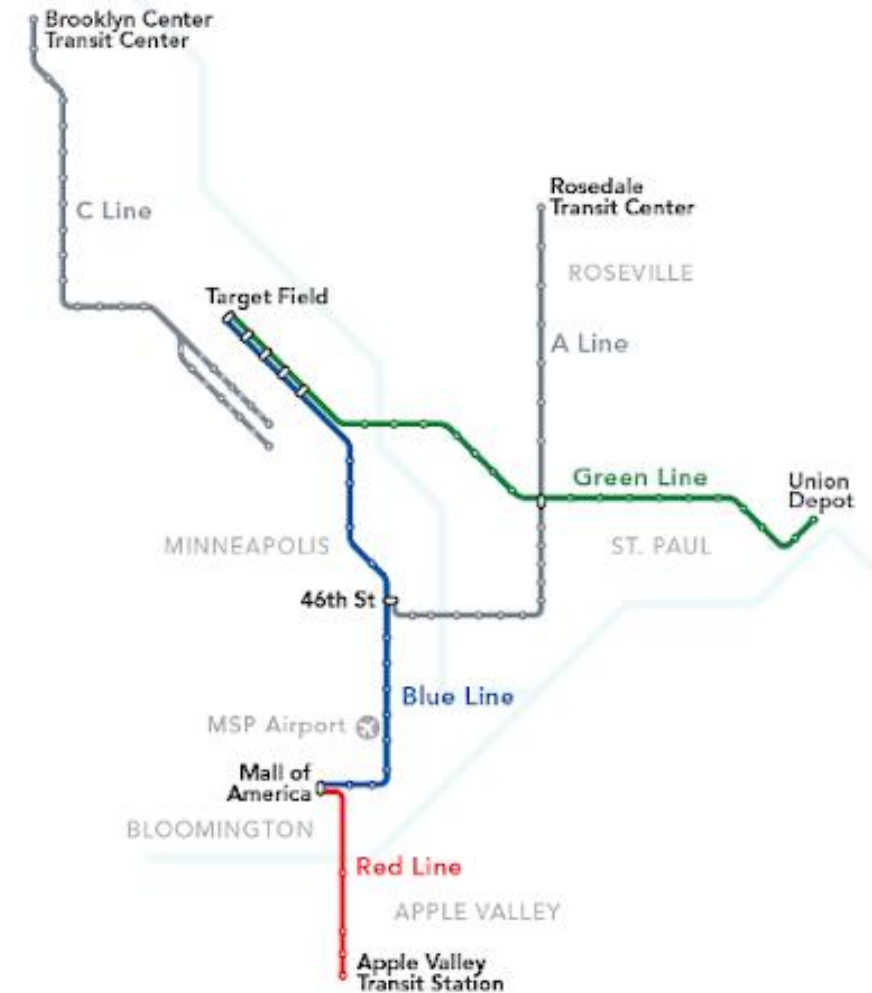 Brooklyn Center
Transit Center
Rosedale
Transit Center
C Line
ROSEVILLE
Target Field
A Line
Green Line
Union
Depot
MINNEAPOLIS
ST. PAUL
46th St
Blue Line
MSP Airport
Mall of
America
BLOOMINGTON
Red Line
APPLE VALLEY
Apple Valley
Transit Station